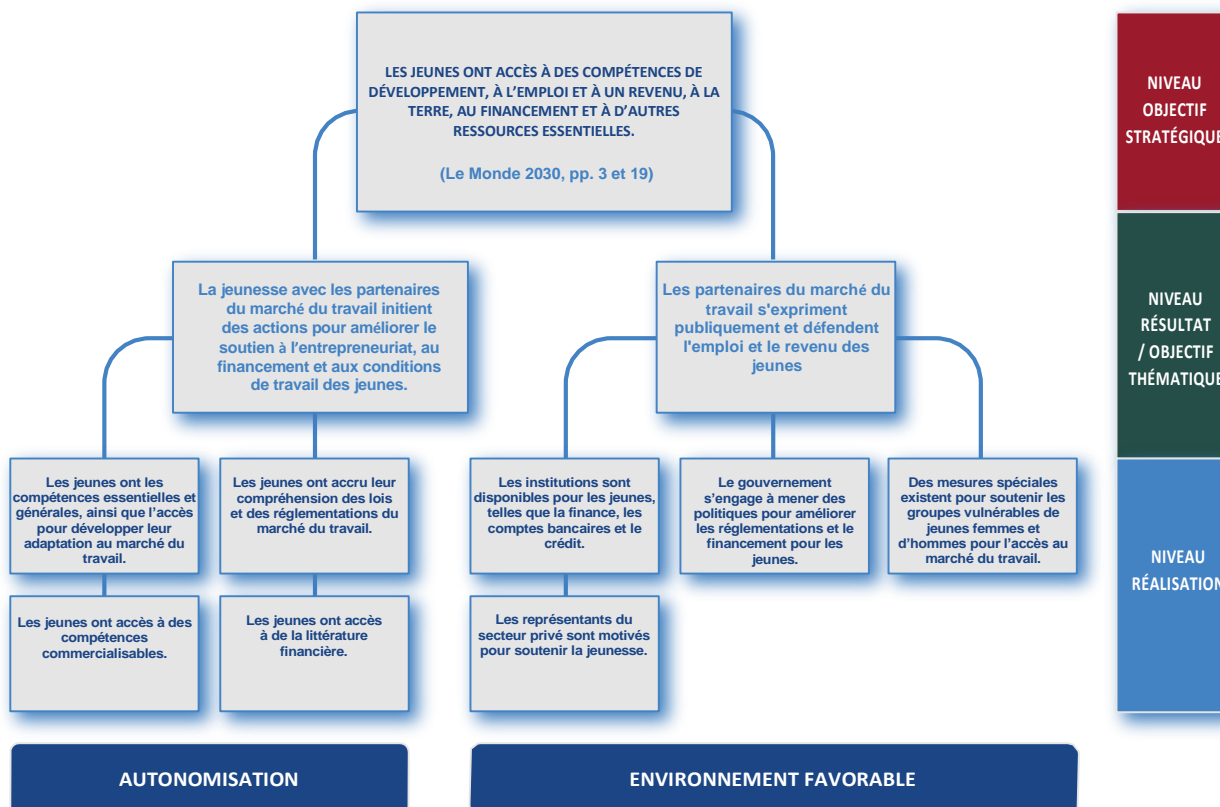 LES JEUNES ONT ACCÈS À DES COMPÉTENCES DE
DÉVELOPPEMENT, À L'EMPLOI ET À UN REVENU, À LA
TERRE, AU FINANCEMENT ET À D'AUTRES
RESSOURCES ESSENTIELLES.
(Le Monde 2030, pp. 3 et 19)
NIVEAU
OBJECTIF
STRATÉGIQUE
La jeunesse avec les partenaires
du marché du travail initient
des actions pour améliorer le
soutien à l'entrepreneuriat, au
financement et aux conditions
de travail des jeunes.
Les partenaires du marché du
travail s'expriment
publiquement et défendent
l'emploi et le revenu des
jeunes
NIVEAU
RÉSULTAT
/ OBJECTIF
THÉMATIQUE
Les jeunes ont les
compétences essentielles et
générales, ainsi que l'accès
pour développer leur
adaptation au marché du
travail.
Les jeunes ont accru leur
compréhension des lois
et des réglementations du
marché du travail.
Les institutions sont
disponibles pour les jeunes,
telles que la finance, les
comptes bancaires et le
crédit.
Le gouvernement
s'engage à mener des
politiques pour améliorer
les réglementations et le
financement pour les
jeunes.
Des mesures spéciales
existent pour soutenir les
groupes vulnérables de
jeunes femmes et
d'hommes pour l'accès au
marché du travail.
NIVEAU
RÉALISATION
Les jeunes ont accès à des
compétences
commercialisables.
Les jeunes ont accès
à de la littérature
financière.
Les représentants du
secteur privé sont motivés
pour soutenir la jeunesse.
AUTONOMISATION
ENVIRONNEMENT FAVORABLE